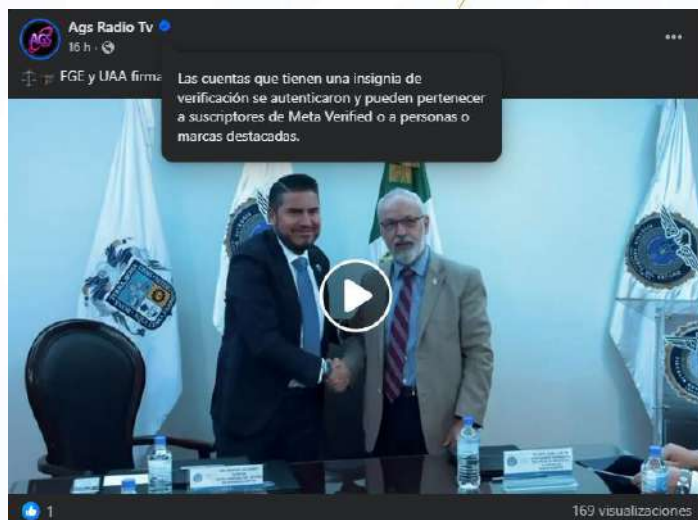 Ags Radio Tv
16 h
FGE y UAA firma
Las cuentas que tienen una insignia de
verificación se autenticaron y pueden pertenecer
a suscriptores de Meta Verified o a personas o
marcas destacadas.
AGS
1
169 visualizaciones